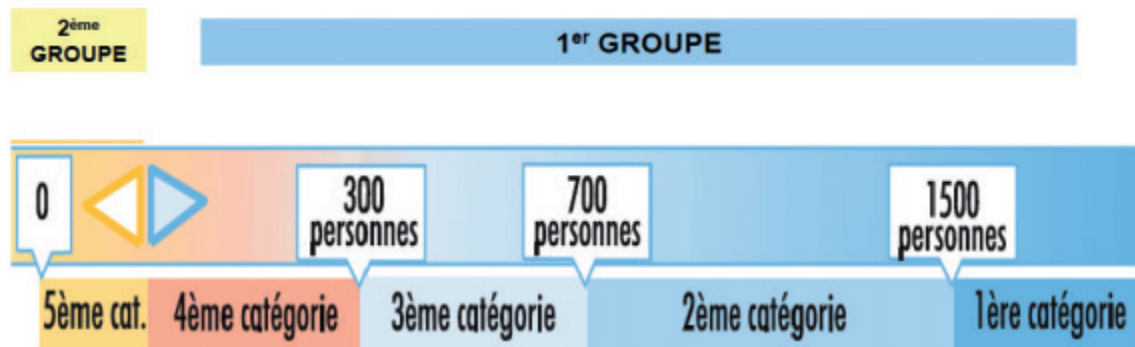 2ème
GROUPE
1er GROUPE
0
300
personnes
700
personnes
1500
personnes
5ème cat.
4ème catégorie
3ème catégorie
2ème catégorie
1ère catégorie